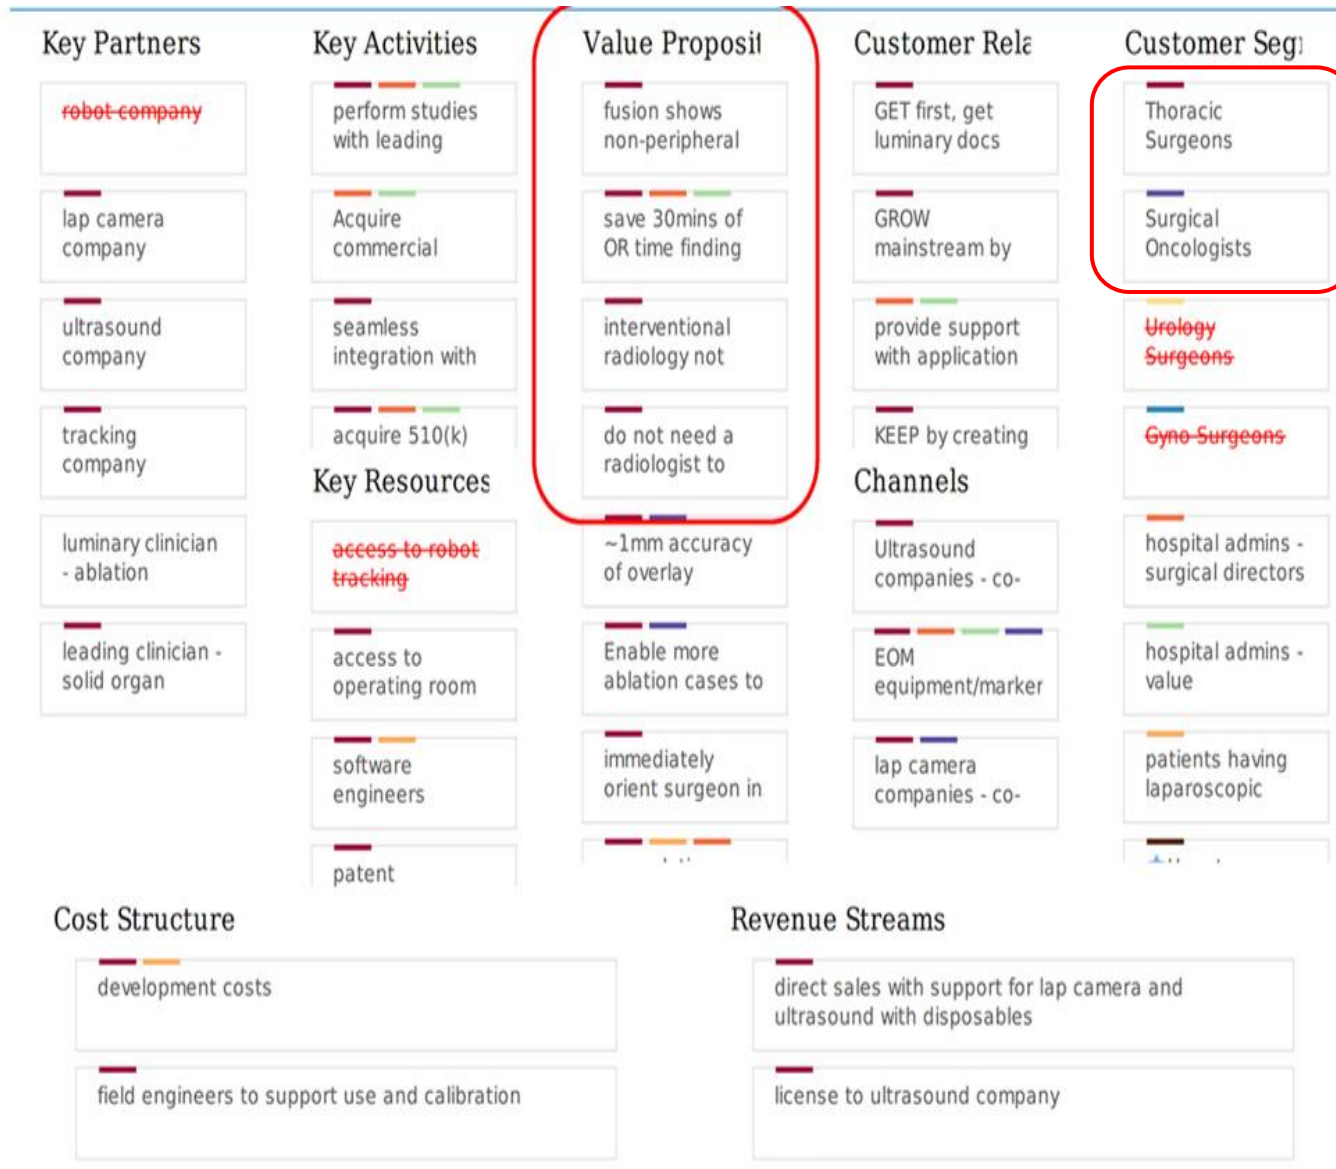 Key Partners
robot company
lap camera
company
ultrasound
company
tracking
company
luminary clinician
- ablation
leading clinician -
solid organ
Key Activities
perform studies
with leading
Acquire
commercial
seamless
integration with
acquire 510(k)
Key Resources
access to robot
tracking
access to
operating room
software
engineers
patent
Value Proposit
fusion shows
non-peripheral
save 30mins of
OR time finding
interventional
radiology not
do not need a
radiologist to
~1mm accuracy
of overlay
Enable more
ablation cases to
immediately
orient surgeon in
Customer Rela
GET first, get
luminary docs
GROW
mainstream by
provide support
with application
KEEP by creating
Channels
Ultrasound
companies - co-
EOM
equipment/marker
lap camera
companies - co-
Customer Seg
Thoracic
Surgeons
Surgical
Oncologists
Urology
Surgeons
Gyno Surgeons
hospital admins -
surgical directors
hospital admins -
value
patients having
laparoscopic
Cost Structure
development costs
field engineers to support use and calibration
Revenue Streams
direct sales with support for lap camera and
ultrasound with disposables
license to ultrasound company